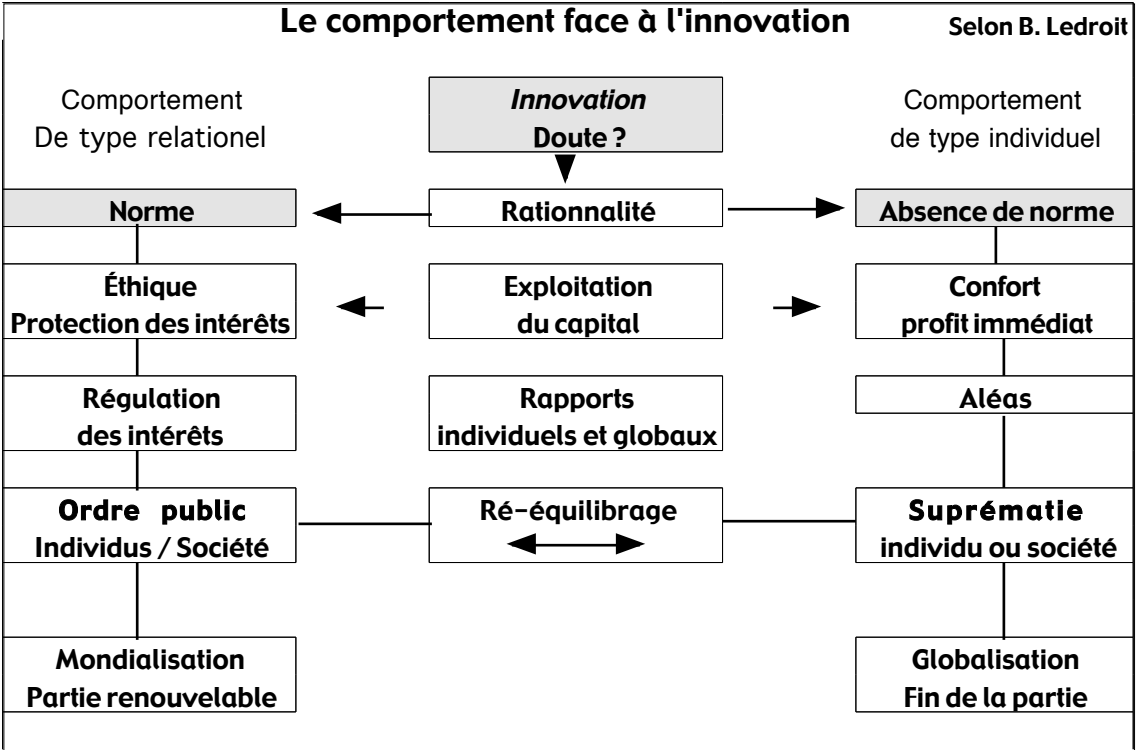 Le comportement face à l'innovation
Selon B. Ledroit
Comportement
De type relationel
Innovation
Doute ?
Comportement
de type individuel
Norme
Rationnalité
Absence de norme
Éthique
Protection des intérêts
Exploitation
du capital
Confort
profit immédiat
Régulation
des intérêts
Rapports
individuels et globaux
Aléas
Ordre public
Individus / Société
Ré-équilibrage
Suprématie
individu ou société
Mondialisation
Partie renouvelable
Globalisation
Fin de la partie